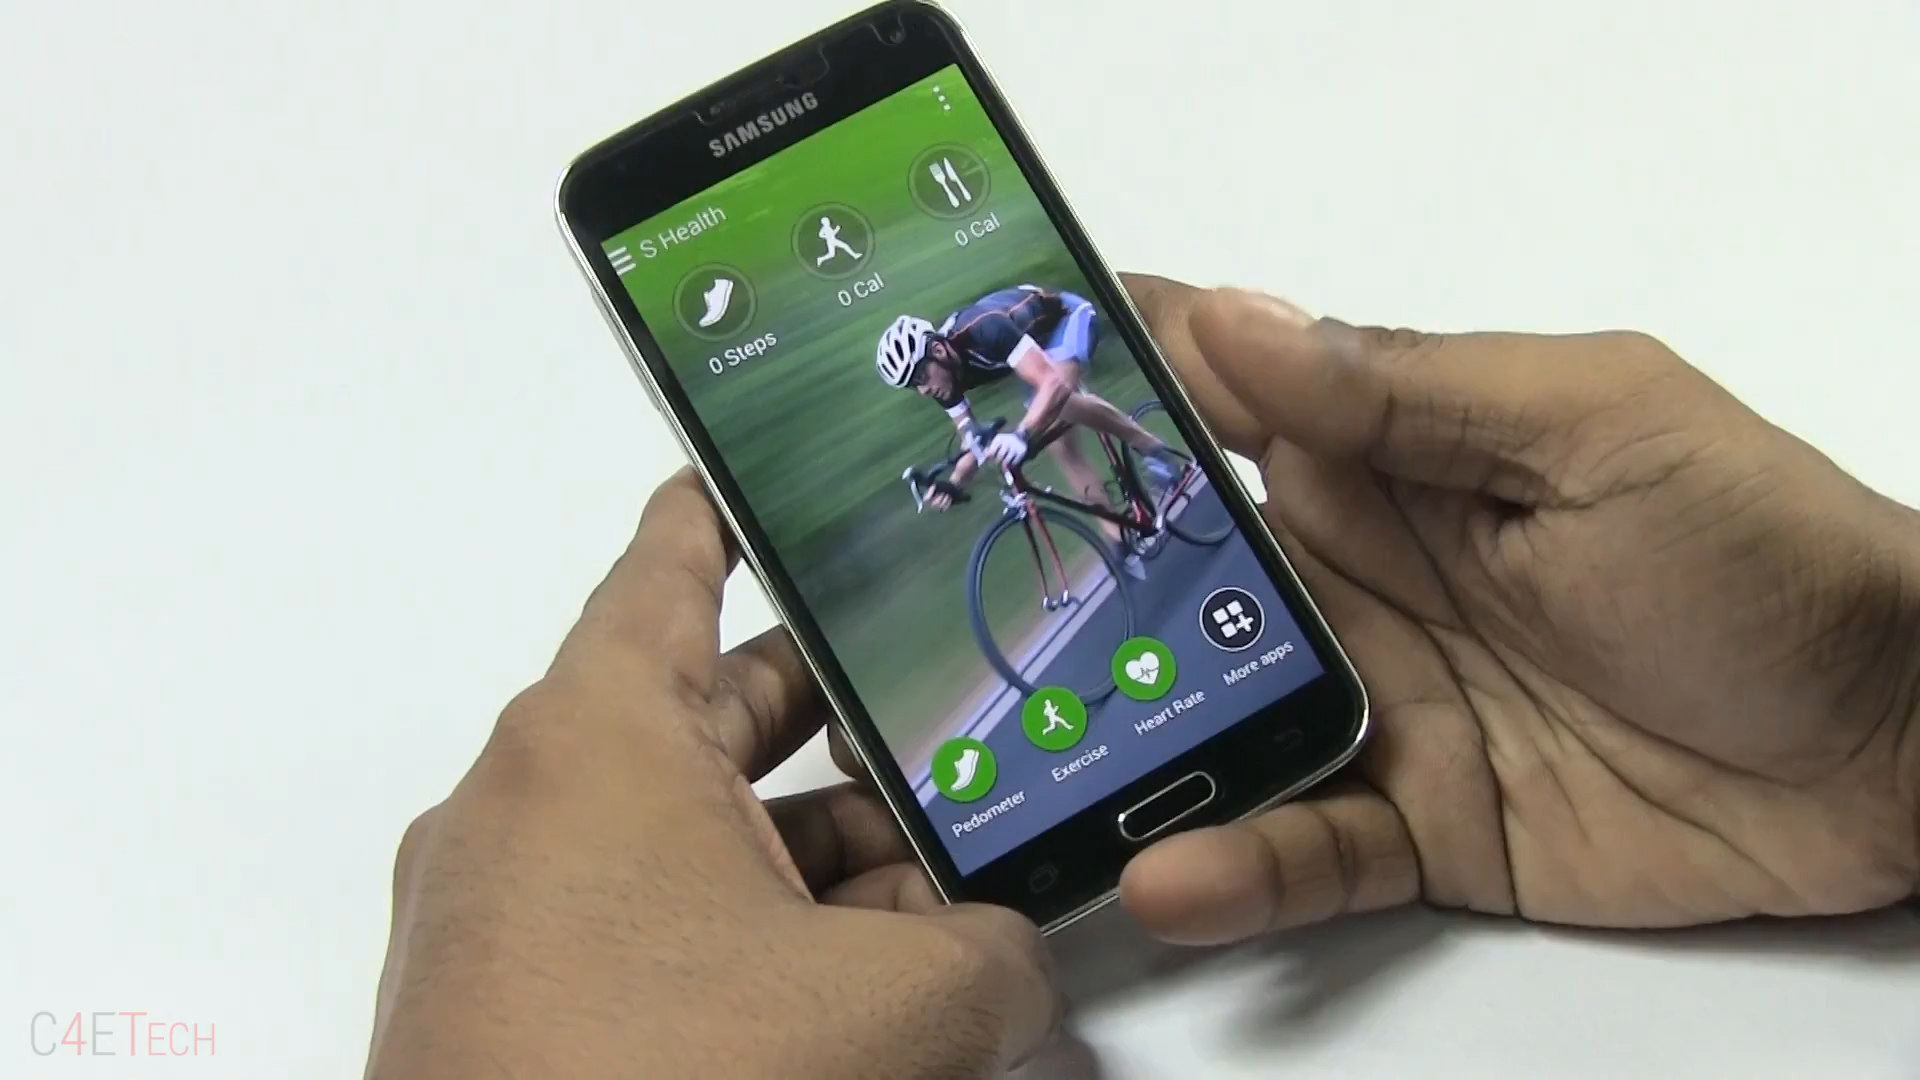 SAMSUNG
S Health
0 Steps
0 Cal
0 Cal
Pedometer
Exercise
Heart Rate
More apps
C4ETECH